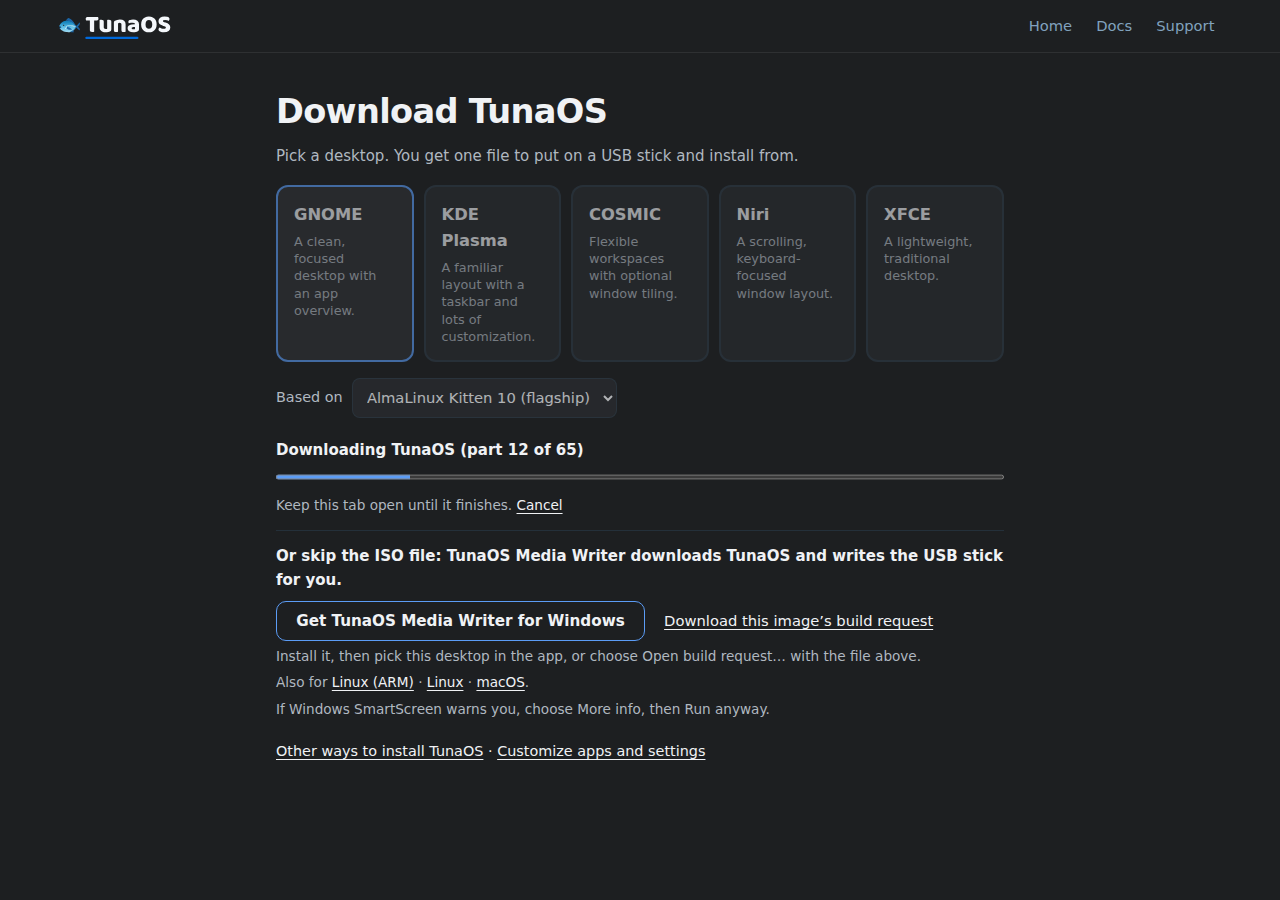 TunaOS
Home Docs Support
Download TunaOS
Pick a desktop. You get one file to put on a USB stick and install from.
GNOME
A clean,
focused
desktop with
an app
overview.
KDE
Plasma
A familiar
layout with a
taskbar and
lots of
customization.
COSMIC
Flexible
workspaces
with optional
window tiling.
Niri
A scrolling,
keyboard-
focused
window layout.
XFCE
A lightweight,
traditional
desktop.
Based on AlmaLinux Kitten 10 (flagship)
Downloading TunaOS (part 12 of 65)
Keep this tab open until it finishes. Cancel
Or skip the ISO file: TunaOS Media Writer downloads TunaOS and writes the USB stick
for you.
Get TunaOS Media Writer for Windows Download this image’s build request
Install it, then pick this desktop in the app, or choose Open build request… with the file above.
Also for Linux (ARM) · Linux · macOS.
If Windows SmartScreen warns you, choose More info, then Run anyway.
Other ways to install TunaOS · Customize apps and settings